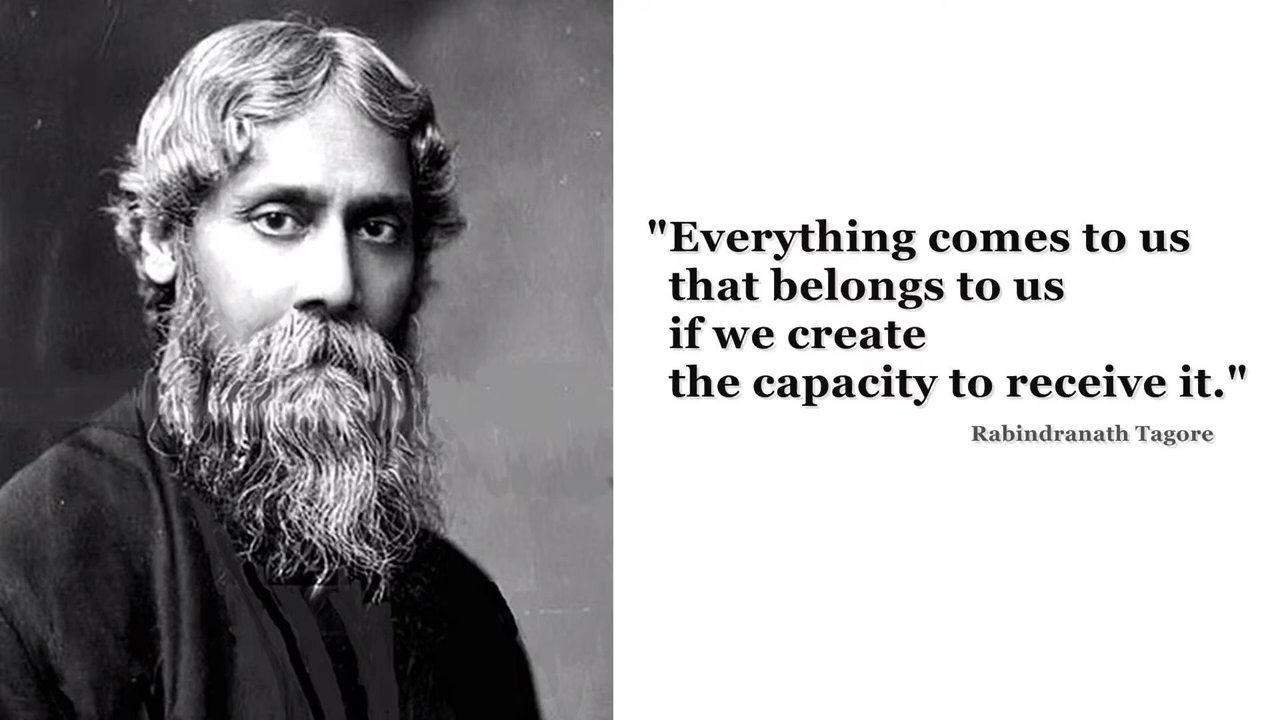 "Everything comes to us
that belongs to us
if we create
the capacity to receive it."
Rabindranath Tagore